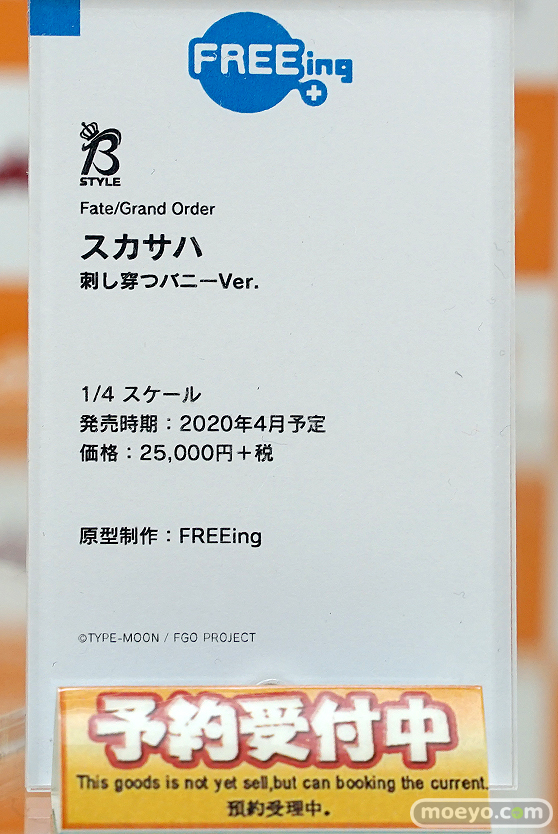 FREEing
B
STYLE
Fate/Grand Order
スカサハ
刺し穿つバニーVer.
1/4 スケール
発売時期：2020年4月予定
価格：25,000円＋税
原型制作：FREEing
©TYPE-MOON / FGO PROJECT
予約受付中
This goods is not yet sell,but can booking the current.
預約受理中。
moeyo.com